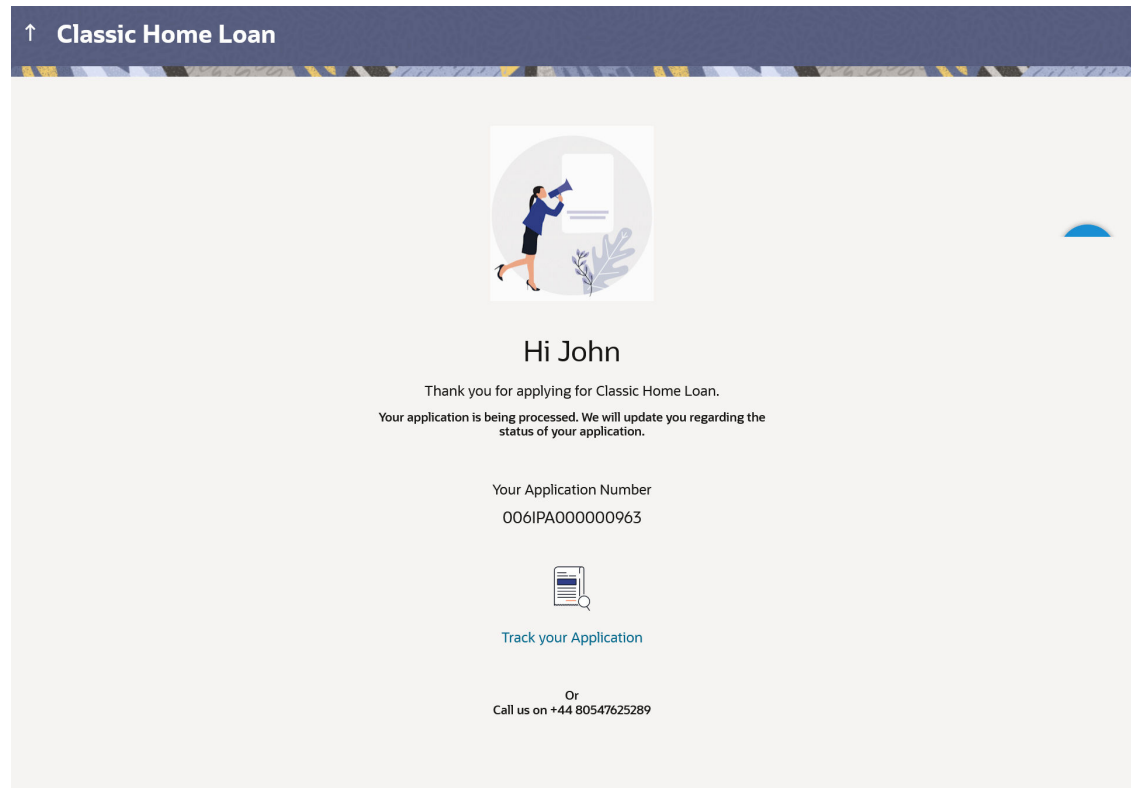 Classic Home Loan
Hi John
Thank you for applying for Classic Home Loan.
Your application is being processed. We will update you regarding the
status of your application.
Your Application Number
006IPA000000963
Track your Application
Or
Call us on +44 80547625289